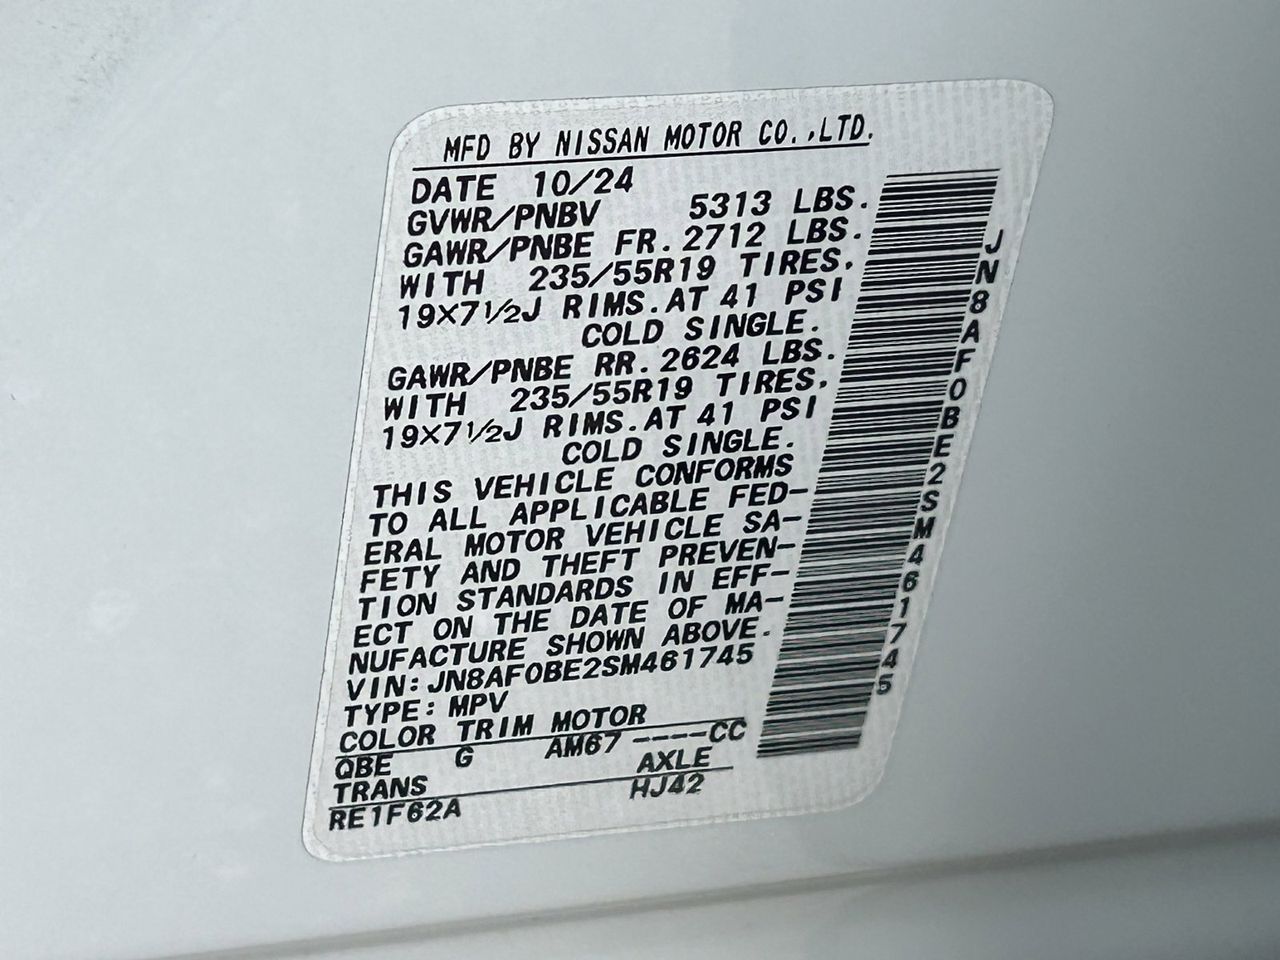 MFD BY NISSAN MOTOR CO.,LTD.
DATE 10/24
GVWR/PNBV 5313 LBS.
GAWR/PNBE FR. 2712 LBS.
WITH 235/55R19 TIRES.
19X7 1/2J RIMS. AT 41 PSI
COLD SINGLE.
GAWR/PNBE RR. 2624 LBS.
WITH 235/55R19 TIRES.
19X7 1/2J RIMS. AT 41 PSI
COLD SINGLE.
THIS VEHICLE CONFORMS
TO ALL APPLICABLE FED-
ERAL MOTOR VEHICLE SA-
FETY AND THEFT PREVEN-
TION STANDARDS IN EFF-
ECT ON THE DATE OF MA-
NUFACTURE SHOWN ABOVE.
VIN: JN8AF0BE2SM461745
TYPE: MPV
COLOR TRIM MOTOR
QBE G AM67 ----CC
TRANS AXLE
RE1F62A HJ42
JN8AF0BE2SM461745